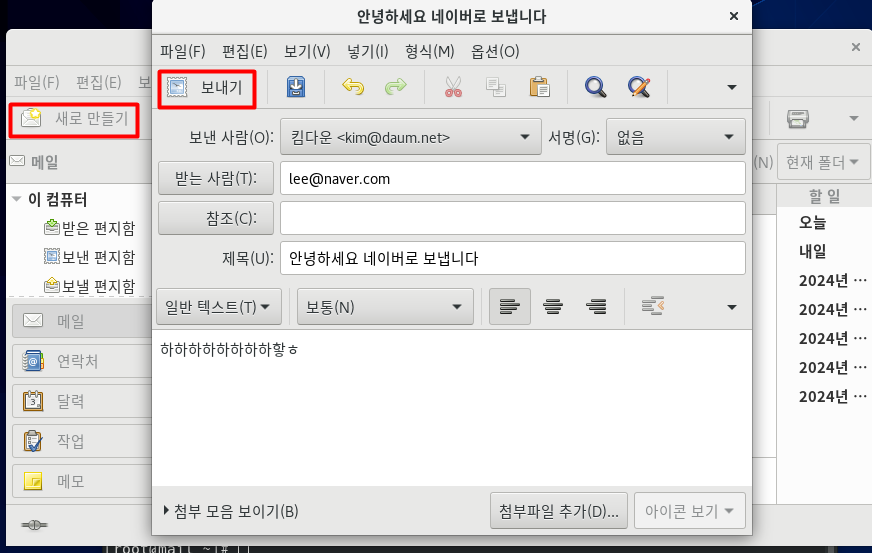 안녕하세요 네이버로 보냅니다
파일(F) 편집(E) 보기(V) 넣기(I) 형식(M) 옵션(O)
보내기
보낸 사람(O): 킴다운 <kim@daum.net> 서명(G): 없음
받는 사람(T): lee@naver.com
참조(C):
제목(U): 안녕하세요 네이버로 보냅니다
일반 텍스트(T) 보통(N)
하하하하하하하하핳ㅎ
첨부 모음 보이기(B) 첨부파일 추가(D)... 아이콘 보기
파일(F) 편집(E) 보
새로 만들기
메일
(N) 현재 폴더
이 컴퓨터
받은 편지함
보낸 편지함
보낼 편지함
메일
연락처
달력
작업
메모
할 일
오늘
내일
2024년 …
2024년 …
2024년 …
2024년 …
2024년 …
[root@mail ~]#